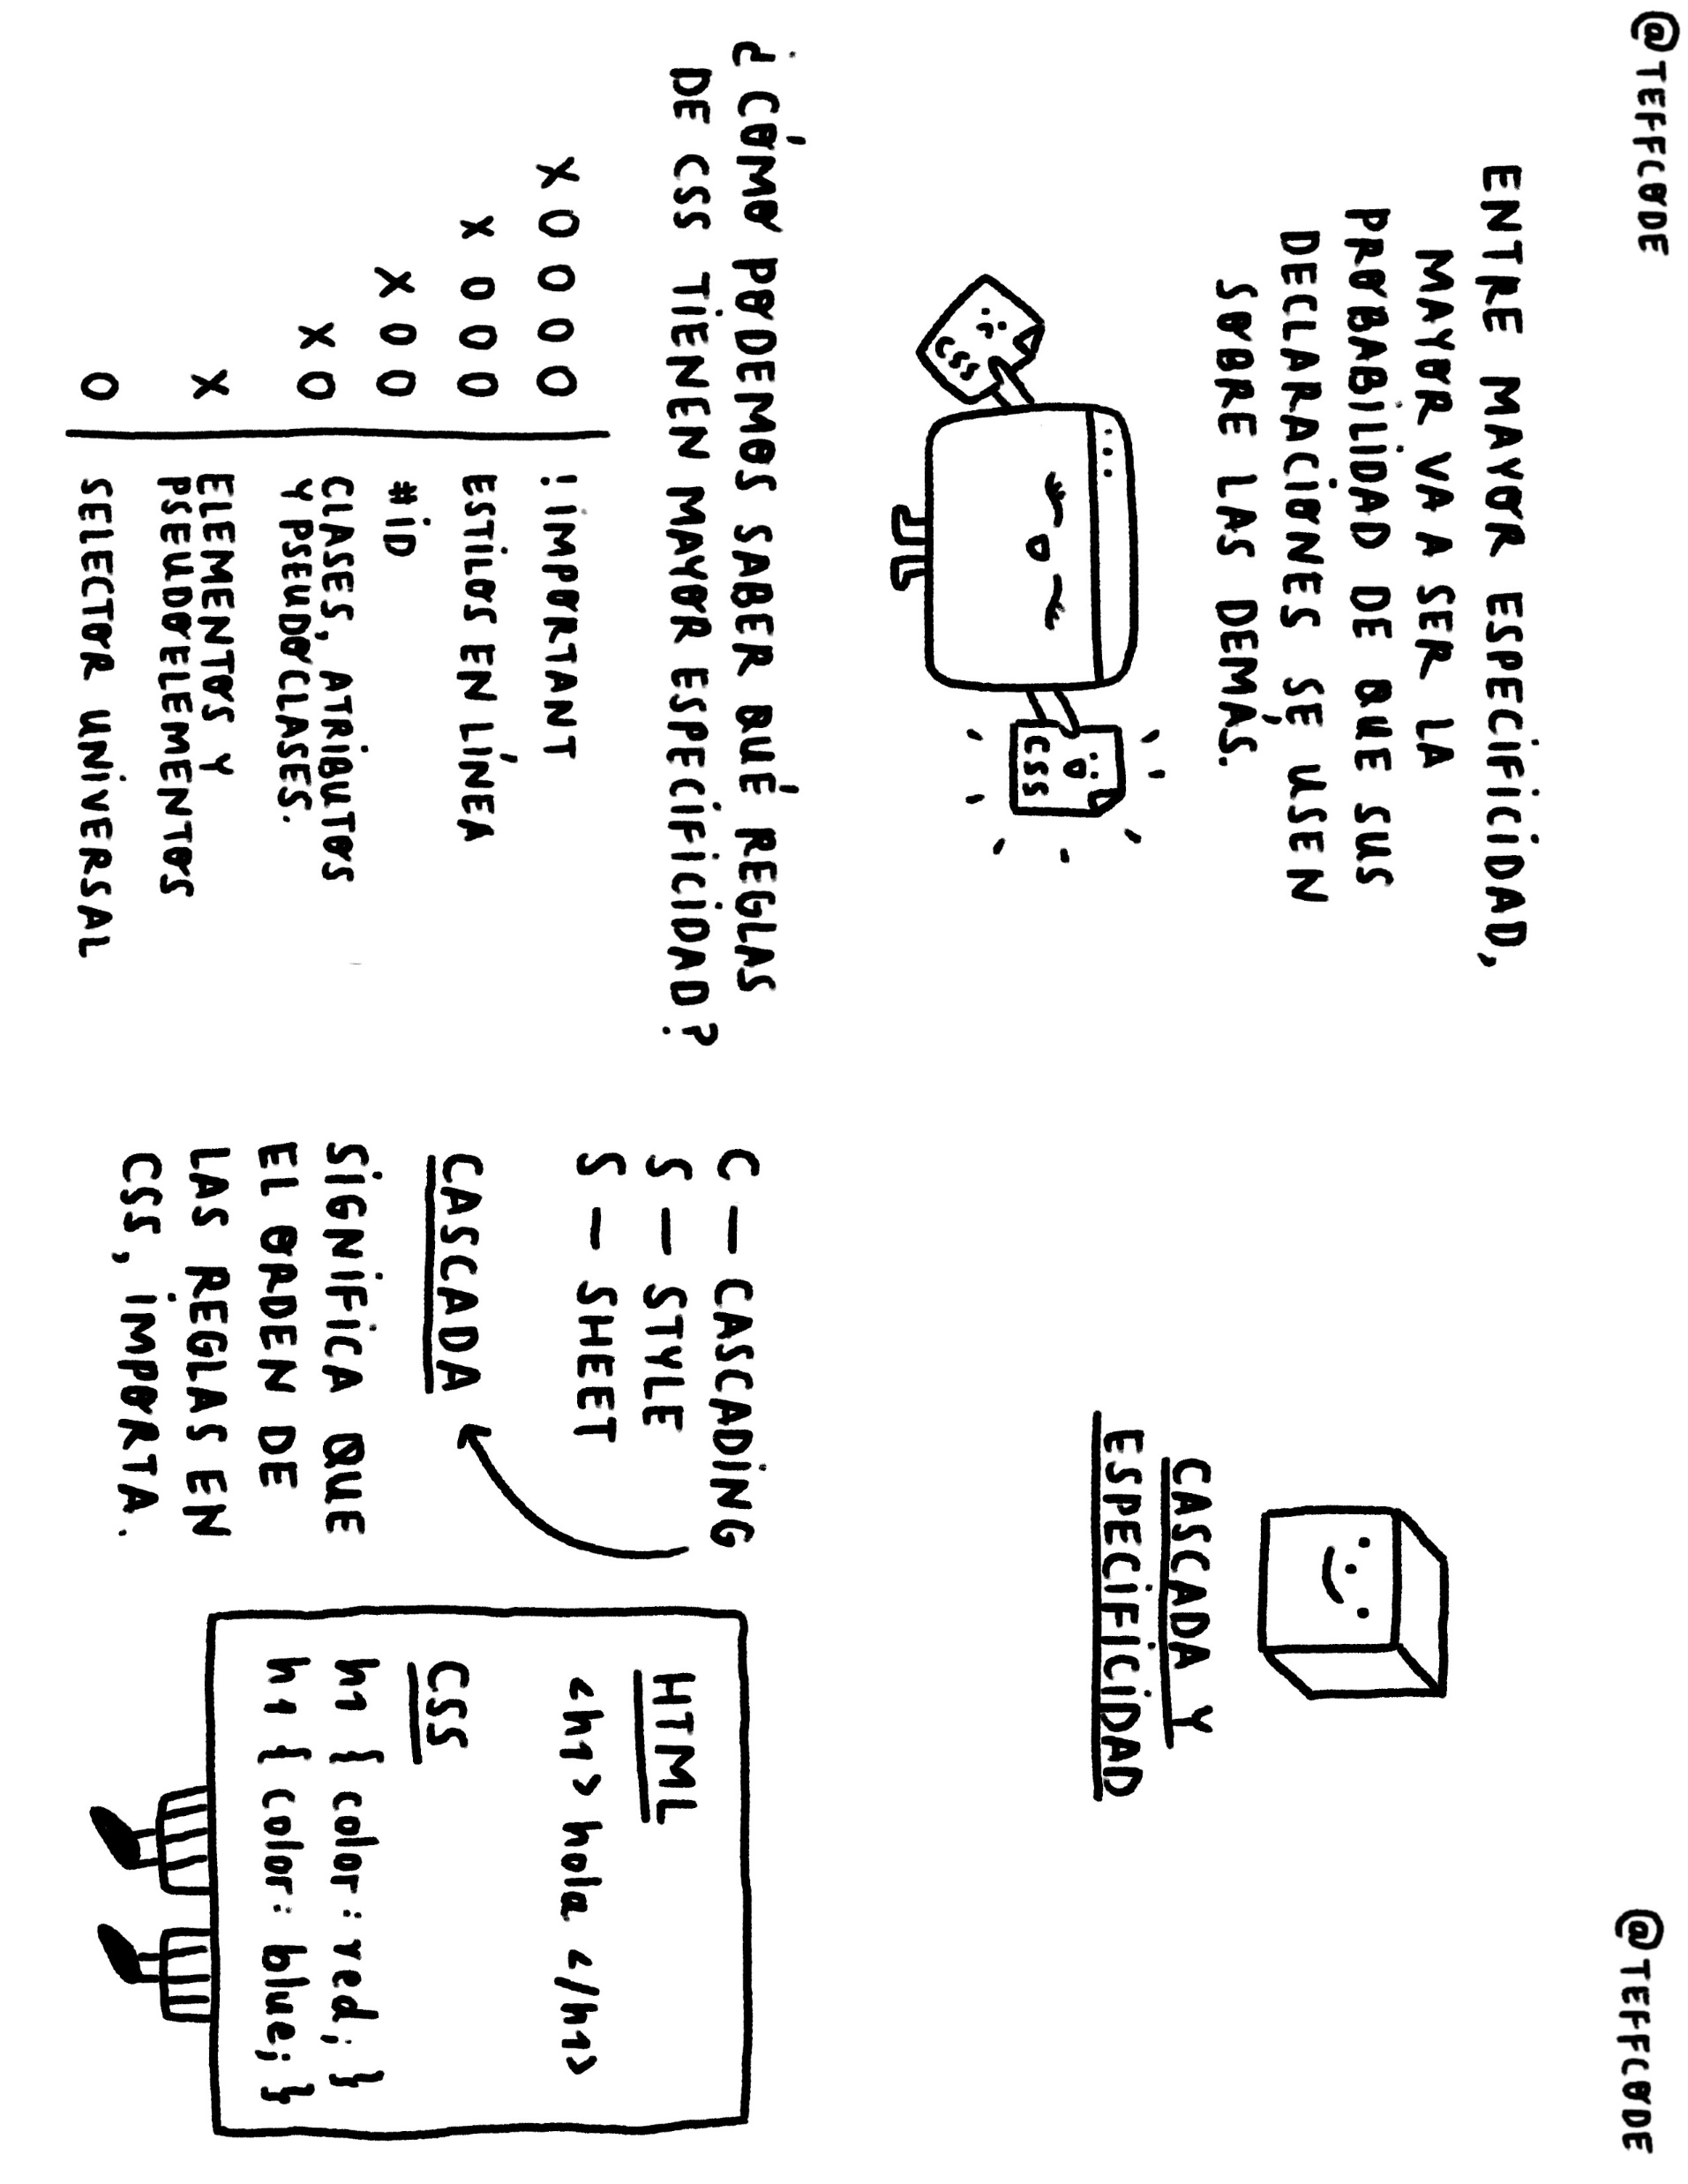 @TEFFCODE
ENTRE MAYOR ESPECIFICIDAD,
MAYOR VA A SER LA
PROBABILIDAD DE QUE SUS
DECLARACIONES SE USEN
SOBRE LAS DEMÁS.
CSS
CSS
¿CÓMO PODEMOS SABER QUÉ REGLAS
DE CSS TIENEN MAYOR ESPECIFICIDAD?
X 0 0 0 0 !IMPORTANT
X 0 0 0 ESTILOS EN LÍNEA
X 0 0 #ID
X 0 CLASES, ATRIBUTOS
Y PSEUDOCLASES.
X ELEMENTOS Y
PSEUDOELEMENTOS
0 SELECTOR UNIVERSAL
@TEFFCODE
CASCADA Y
ESPECIFICIDAD
C — CASCADING
S — STYLE
S — SHEET
CASCADA
SIGNIFICA QUE
EL ORDEN DE
LAS REGLAS EN
CSS, IMPORTA.
HTML
<h1> hola </h1>
CSS
h1 { color: red; }
h1 { color: blue; }